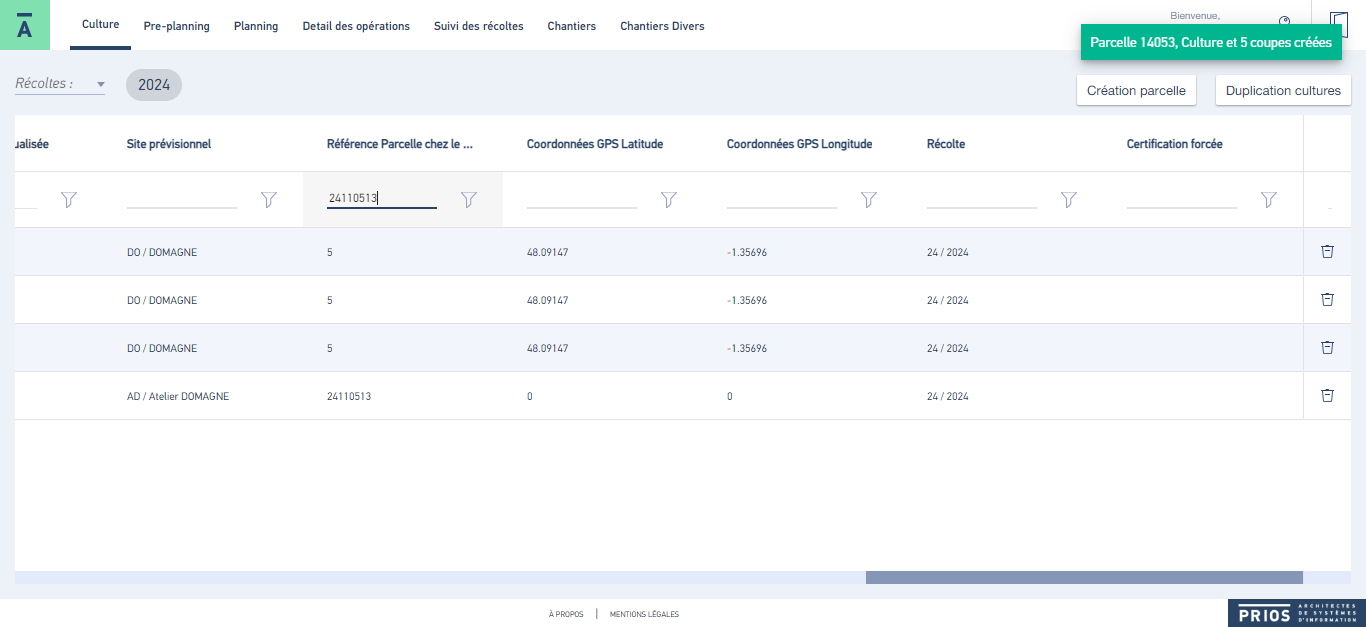 Ā
Culture
Pre-planning
Planning
Detail des opérations
Suivi des récoltes
Chantiers
Chantiers Divers
Bienvenue,
Parcelle 14053, Culture et 5 coupes créées
Récoltes :
2024
Création parcelle
Duplication cultures
ualisée
Site prévisionnel
Référence Parcelle chez le ...
Coordonnées GPS Latitude
Coordonnées GPS Longitude
Récolte
Certification forcée
24110513
DO / DOMAGNE 5 48.09147 -1.35696 24 / 2024
DO / DOMAGNE 5 48.09147 -1.35696 24 / 2024
DO / DOMAGNE 5 48.09147 -1.35696 24 / 2024
AD / Atelier DOMAGNE 24110513 0 0 24 / 2024
À PROPOS | MENTIONS LÉGALES
PRIOS
ARCHITECTES
DE SYSTÈMES
D'INFORMATION